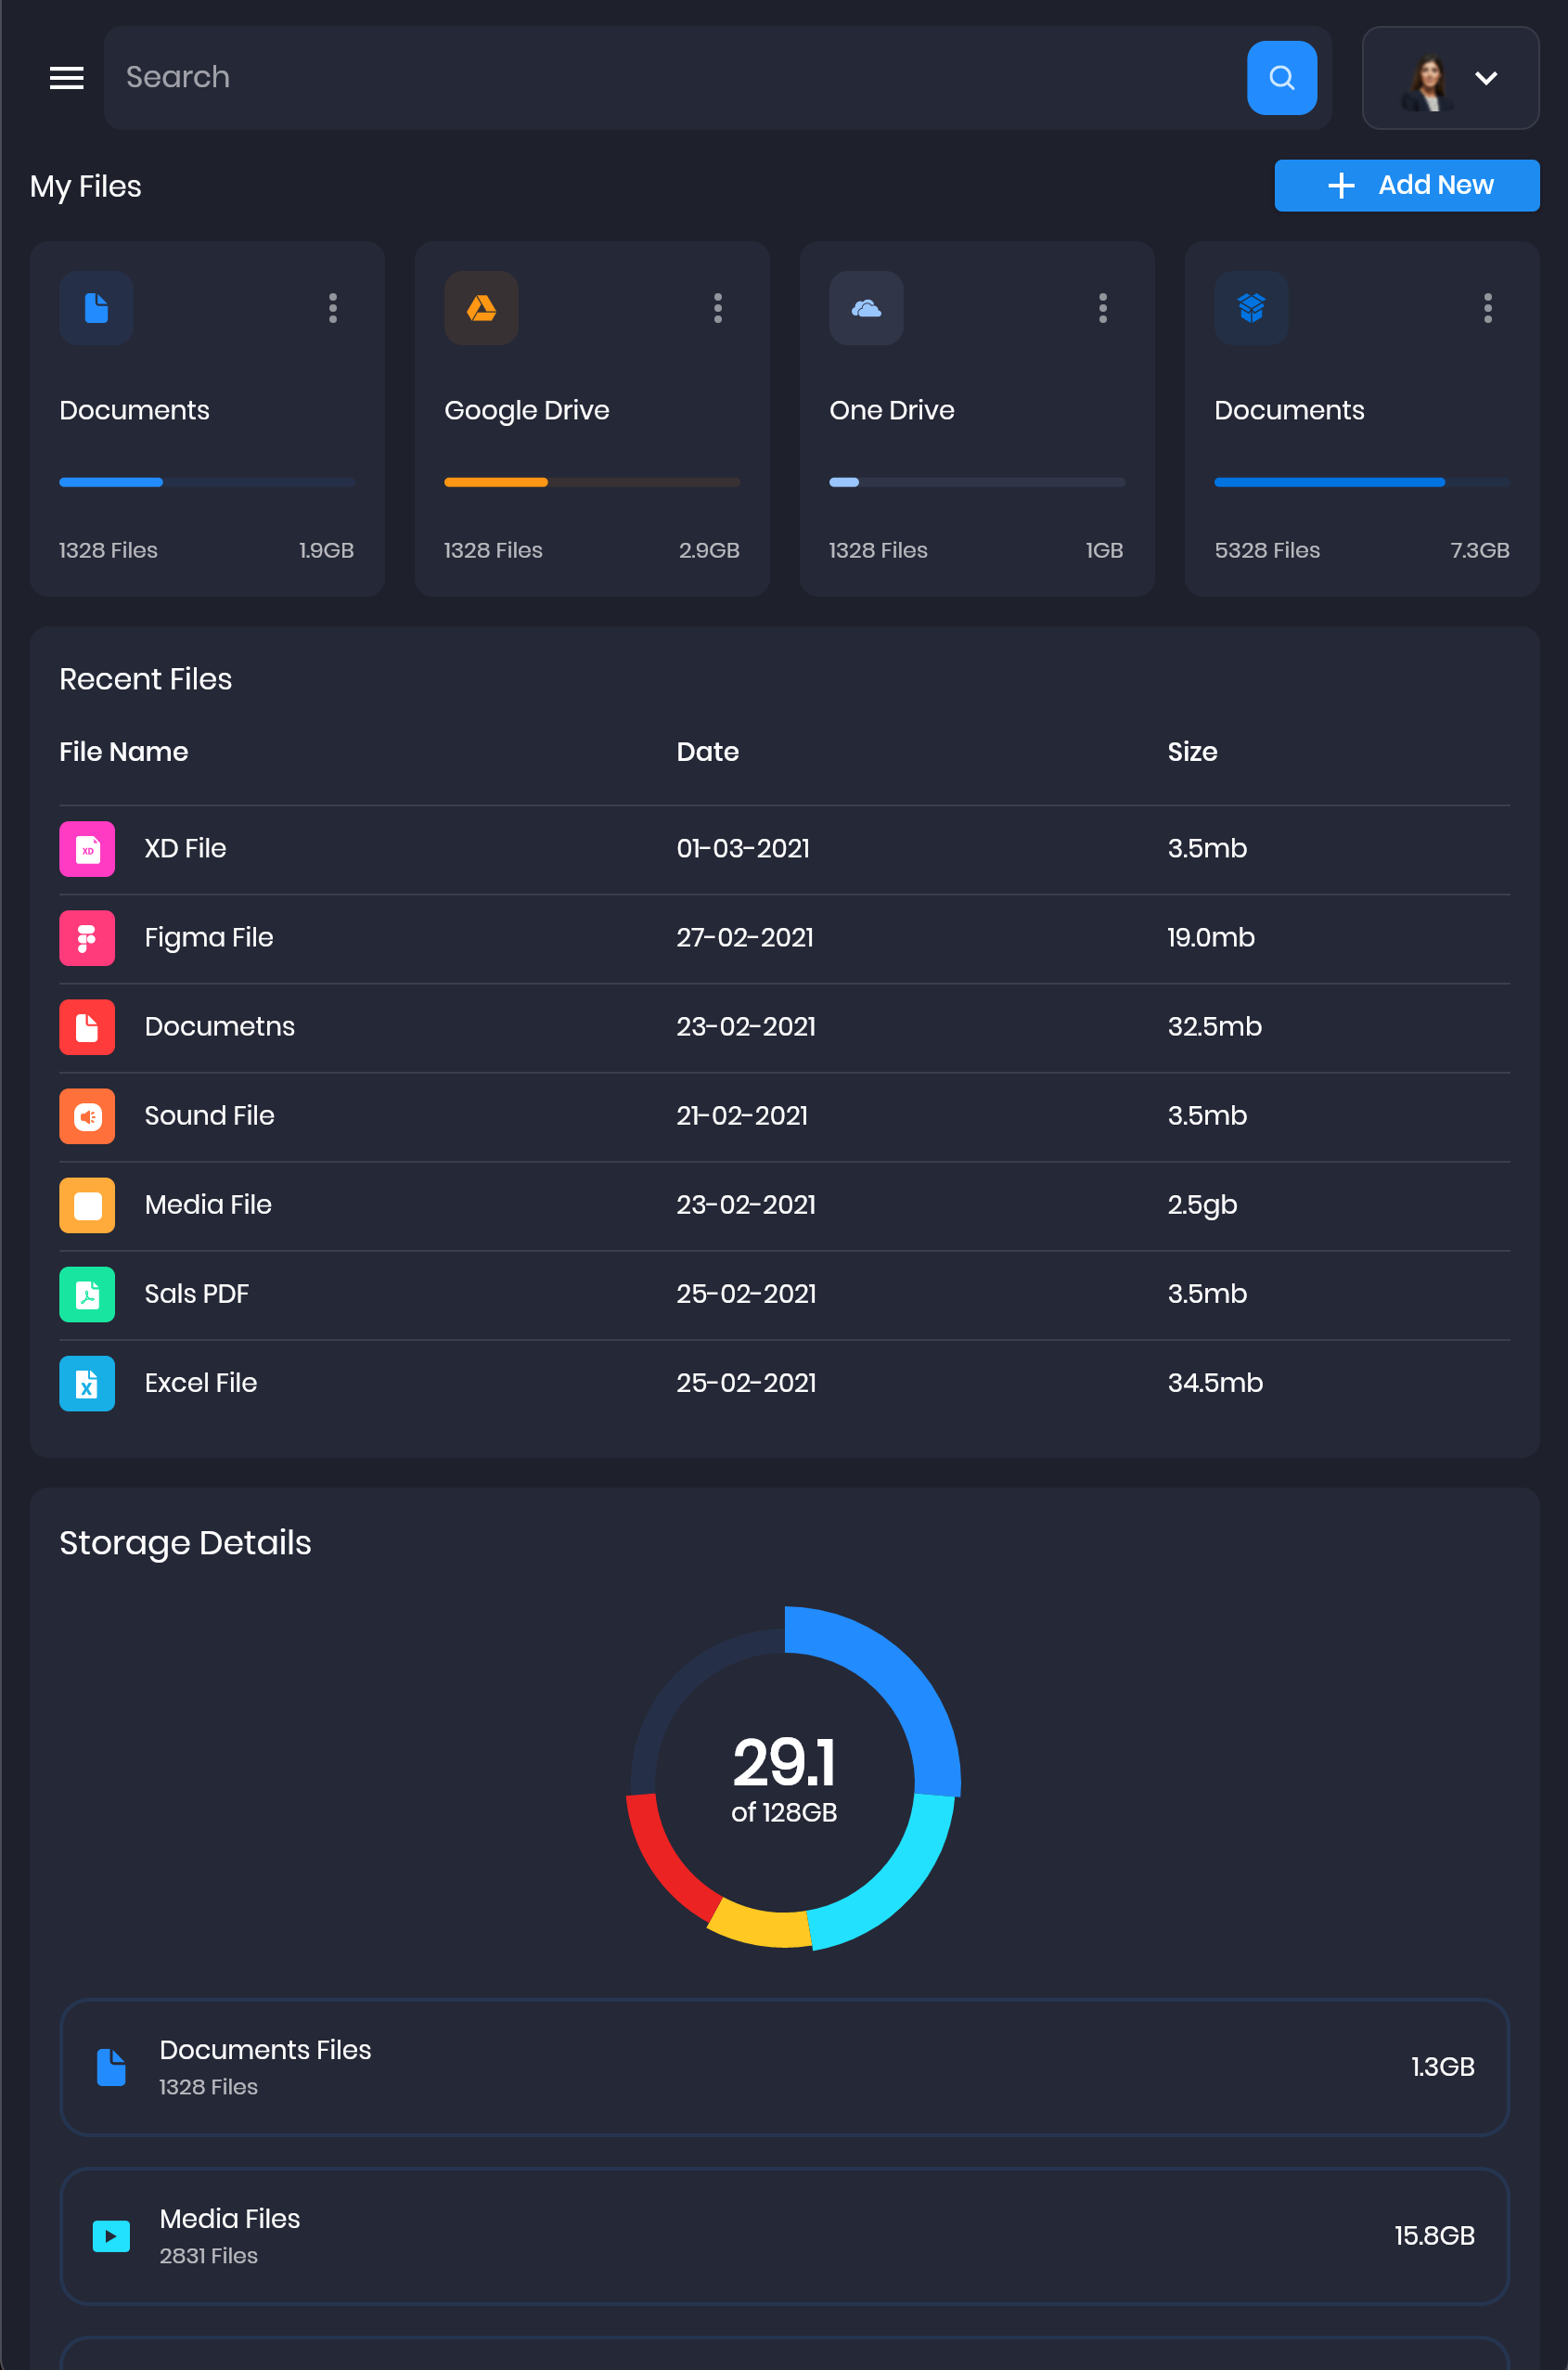 Search
My Files
Add New
Documents
Google Drive
One Drive
Documents
1328 Files 1.9GB
1328 Files 2.9GB
1328 Files 1GB
5328 Files 7.3GB
Recent Files
File Name Date Size
XD XD File 01-03-2021 3.5mb
Figma File 27-02-2021 19.0mb
Documetns 23-02-2021 32.5mb
Sound File 21-02-2021 3.5mb
Media File 23-02-2021 2.5gb
Sals PDF 25-02-2021 3.5mb
X Excel File 25-02-2021 34.5mb
Storage Details
29.1
of 128GB
Documents Files
1328 Files
1.3GB
Media Files
2831 Files
15.8GB